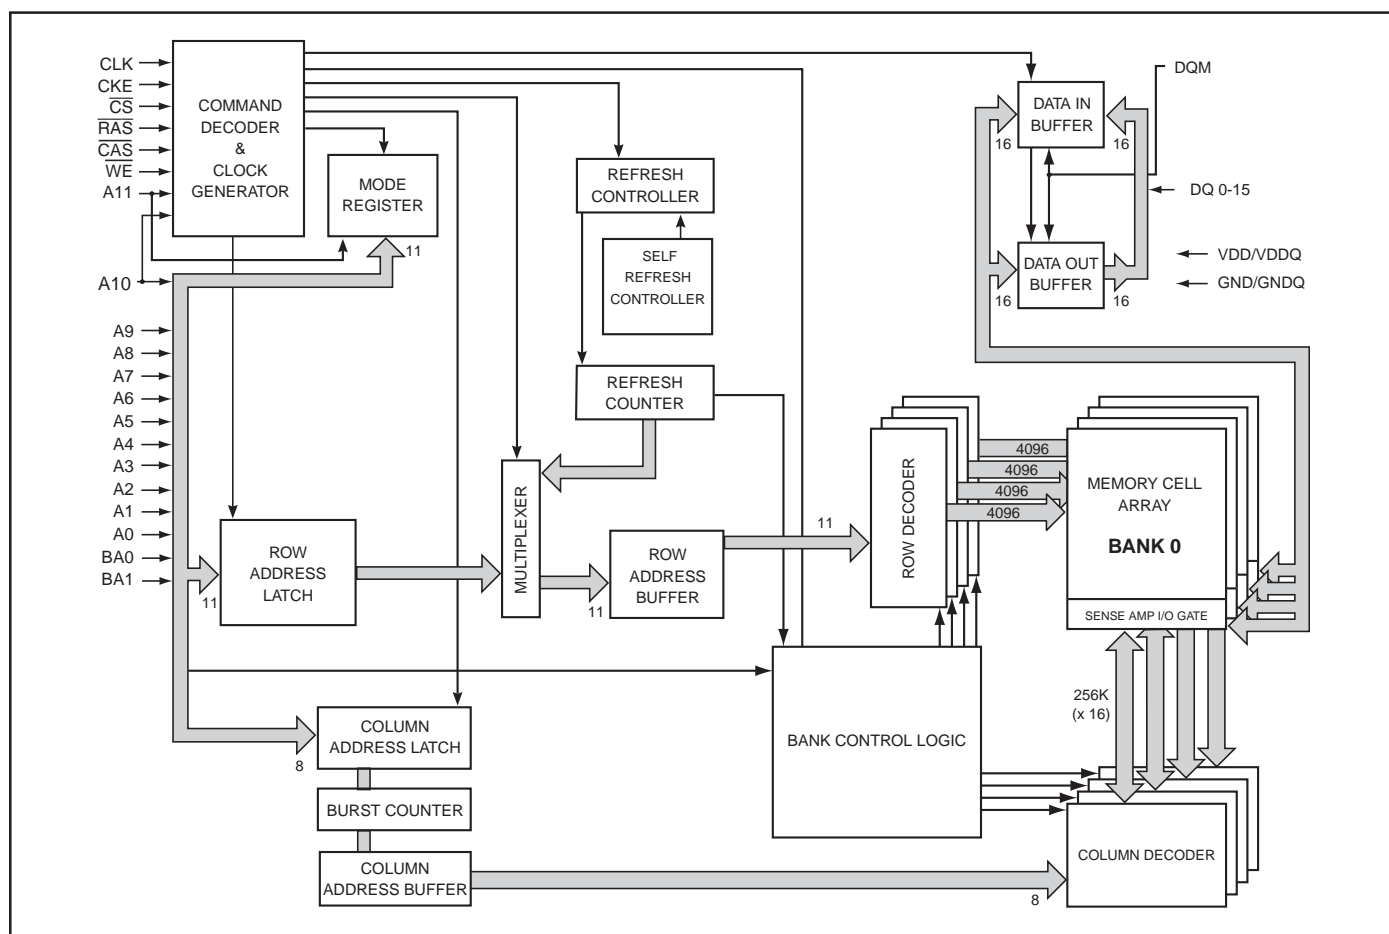 CLK
CKE
CS
RAS
CAS
WE
A11
A10
A9
A8
A7
A6
A5
A4
A3
A2
A1
A0
BA0
BA1
COMMAND
DECODER
&
CLOCK
GENERATOR
MODE
REGISTER
11
REFRESH
CONTROLLER
SELF
REFRESH
CONTROLLER
REFRESH
COUNTER
DATA IN
BUFFER
16
16
DQM
DQ 0-15
DATA OUT
BUFFER
16
16
VDD/VDDQ
GND/GNDQ
ROW
ADDRESS
LATCH
11
MULTIPLEXER
11
ROW
ADDRESS
BUFFER
11
ROW DECODER
4096
4096
4096
4096
MEMORY CELL
ARRAY
BANK 0
SENSE AMP I/O GATE
256K
(x 16)
BANK CONTROL LOGIC
COLUMN
ADDRESS LATCH
8
BURST COUNTER
COLUMN
ADDRESS BUFFER
8
COLUMN DECODER